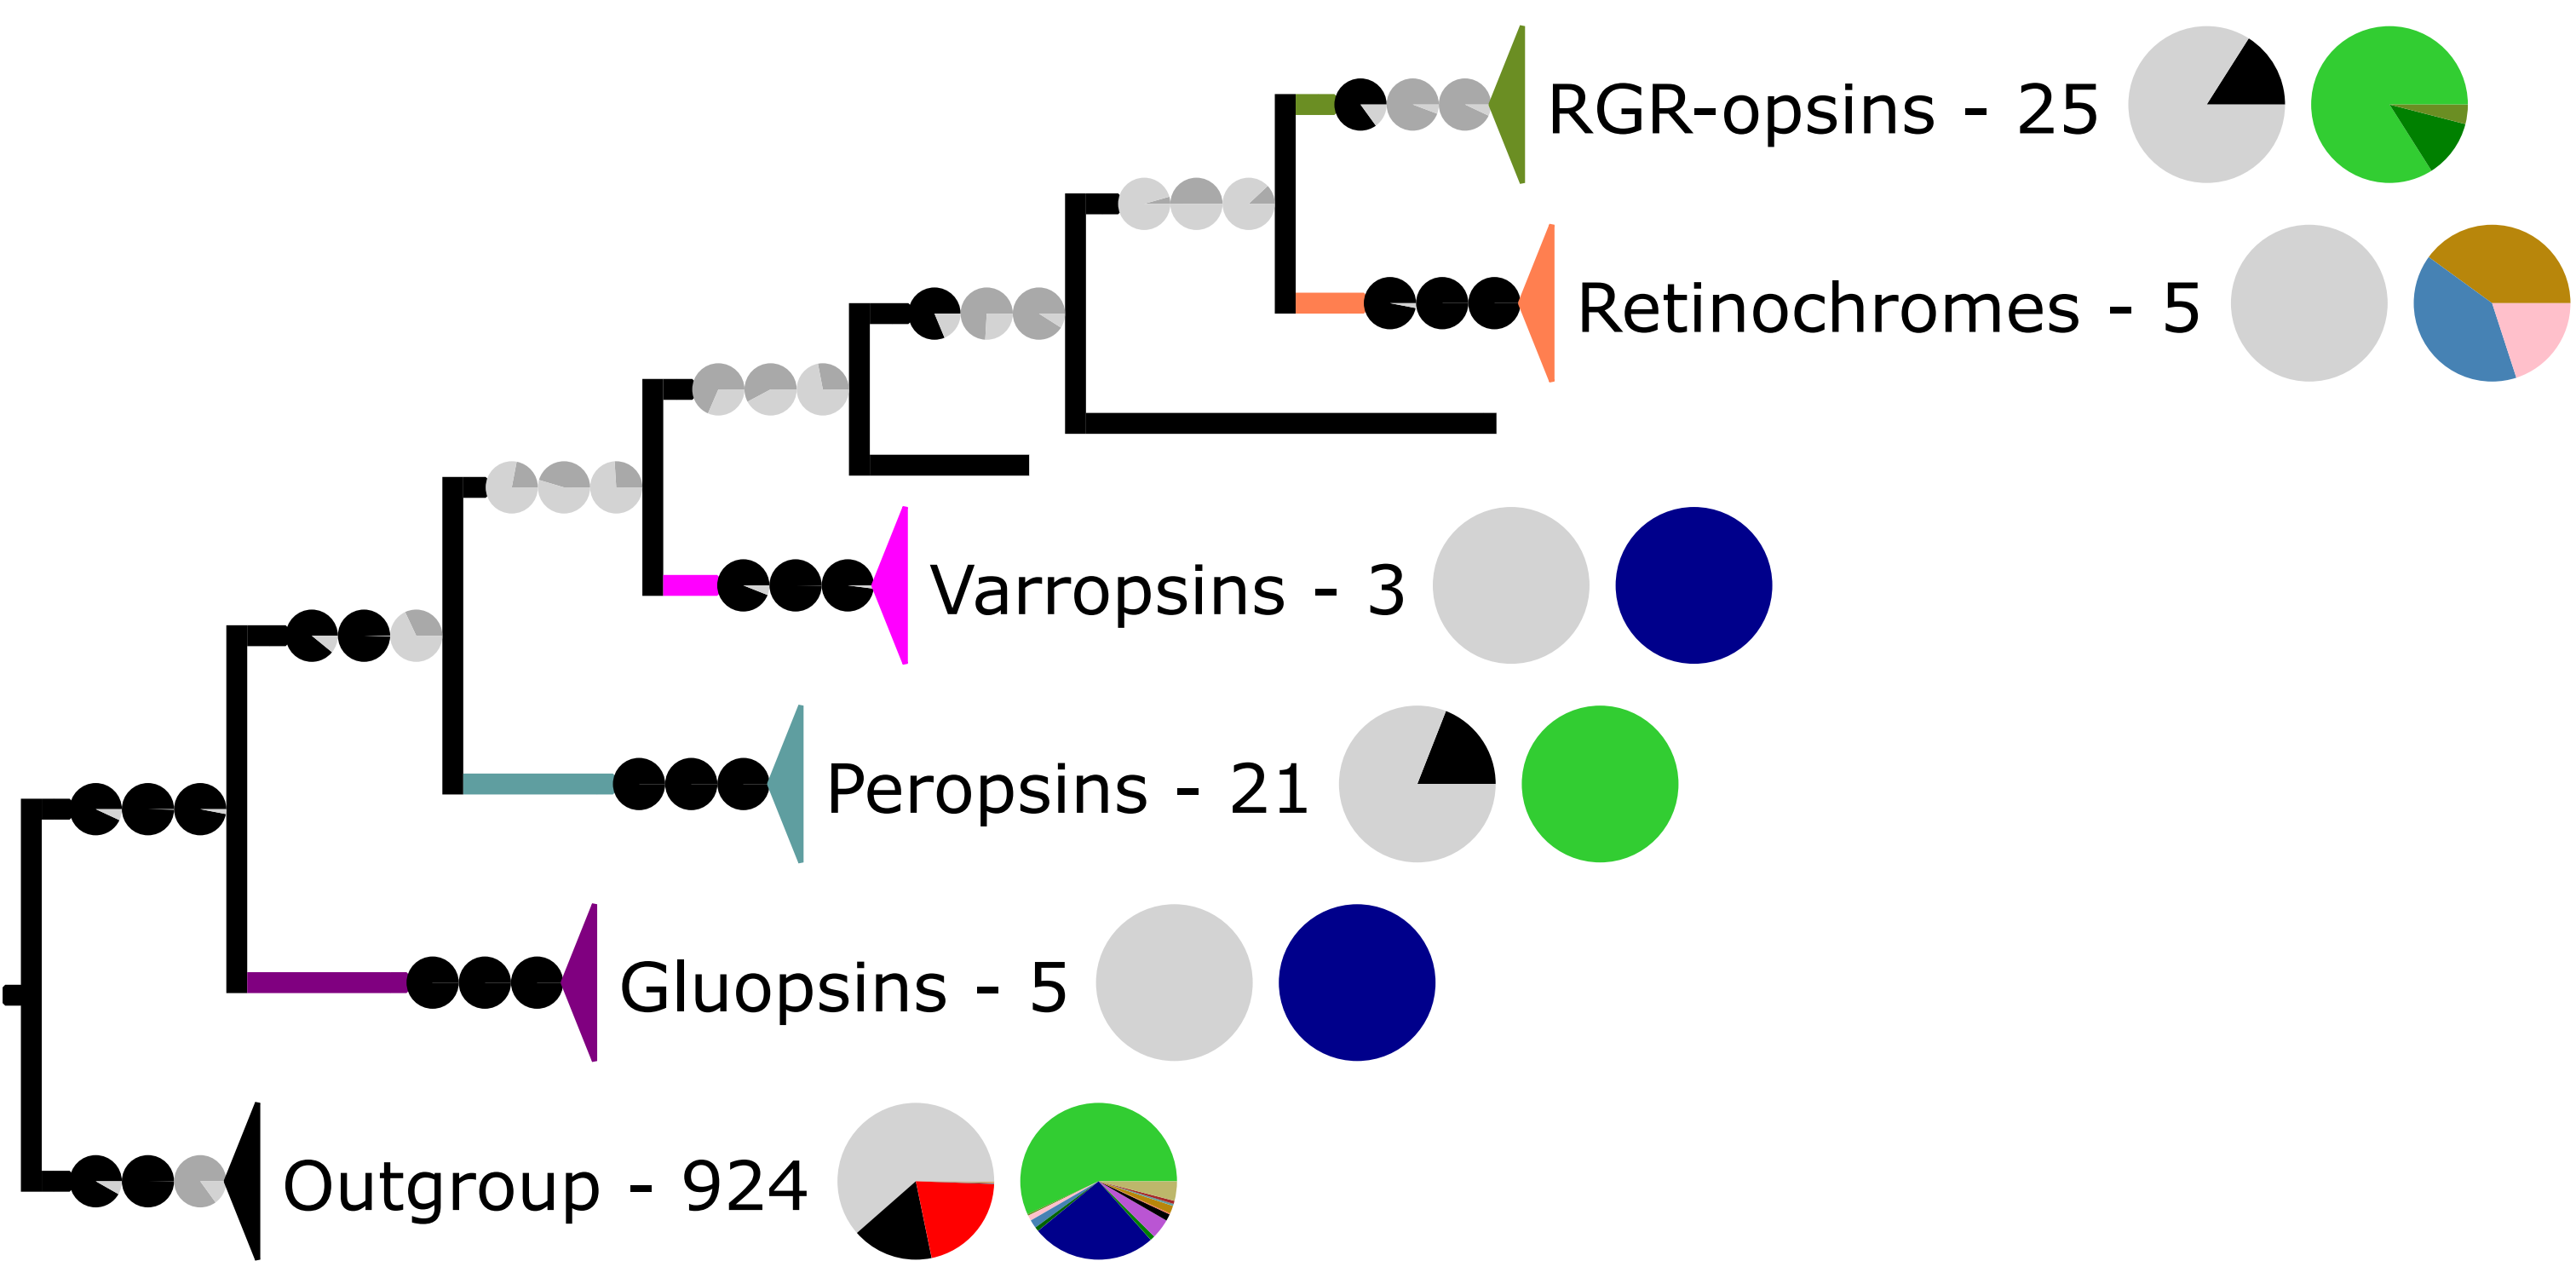 RGR-opsins - 25
Retinochromes - 5
Varropsins - 3
Peropsins - 21
Gluopsins - 5
Outgroup - 924